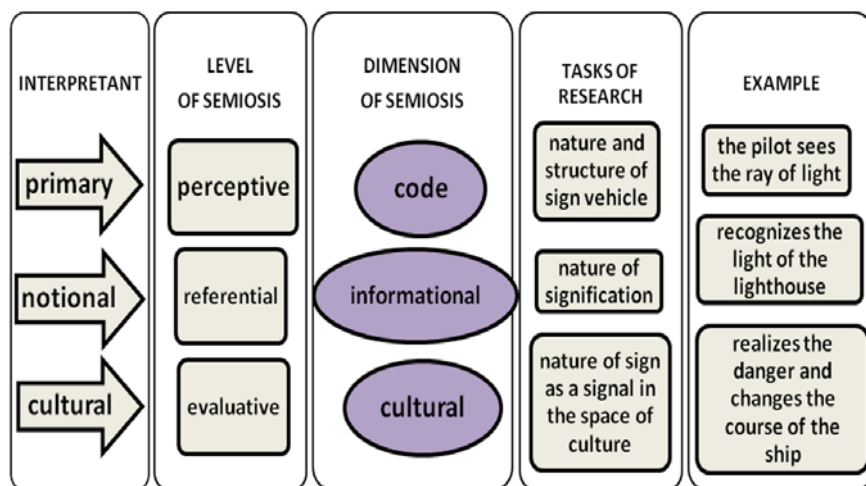 INTERPRETANT
LEVEL
OF SEMIOSIS
DIMENSION
OF SEMIOSIS
TASKS OF
RESEARCH
EXAMPLE
primary
perceptive
code
nature and
structure of
sign vehicle
the pilot sees
the ray of light
notional
referential
informational
nature of
signification
recognizes the
light of the
lighthouse
cultural
evaluative
cultural
nature of sign
as a signal in
the space of
culture
realizes the
danger and
changes the
course of the
ship